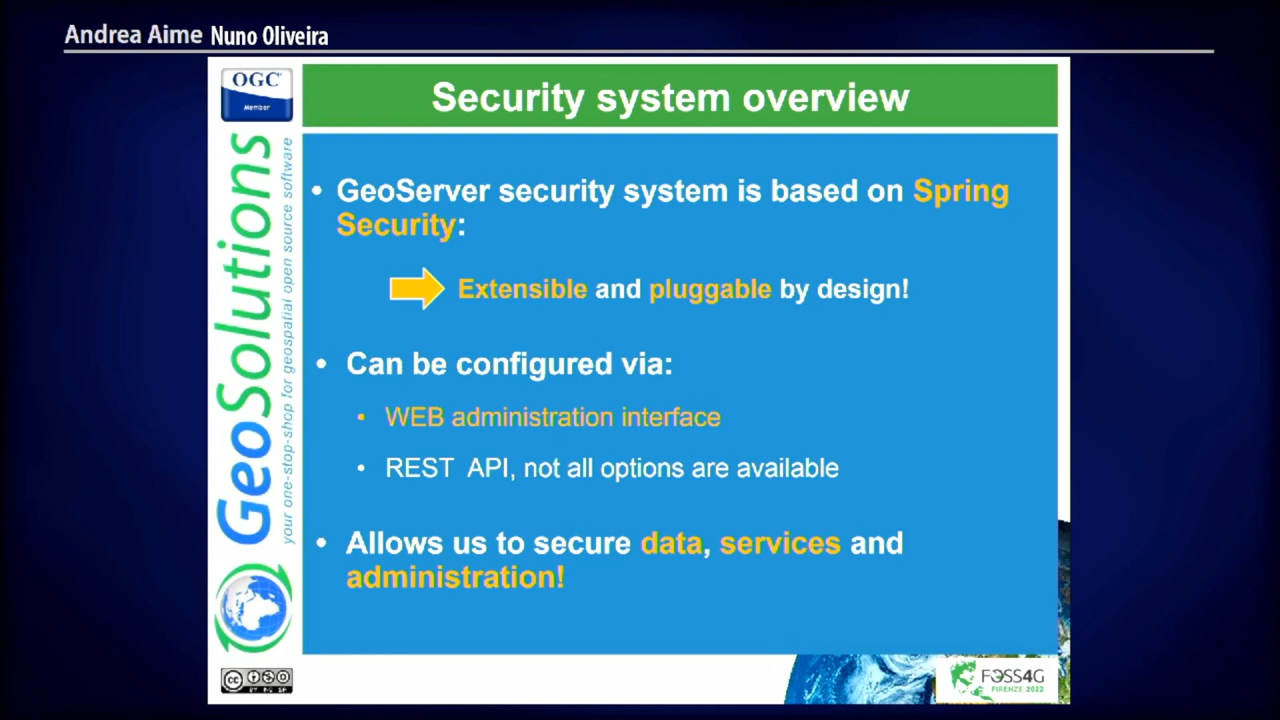 Andrea Aime Nuno Oliveira
OGC
Member
Security system overview
GeoSolutions
your one-stop-shop for geospatial open source software
• GeoServer security system is based on Spring
Security:
Extensible and pluggable by design!
• Can be configured via:
• WEB administration interface
• REST API, not all options are available
• Allows us to secure data, services and
administration!
cc
FOSS4G
FIRENZE 2022